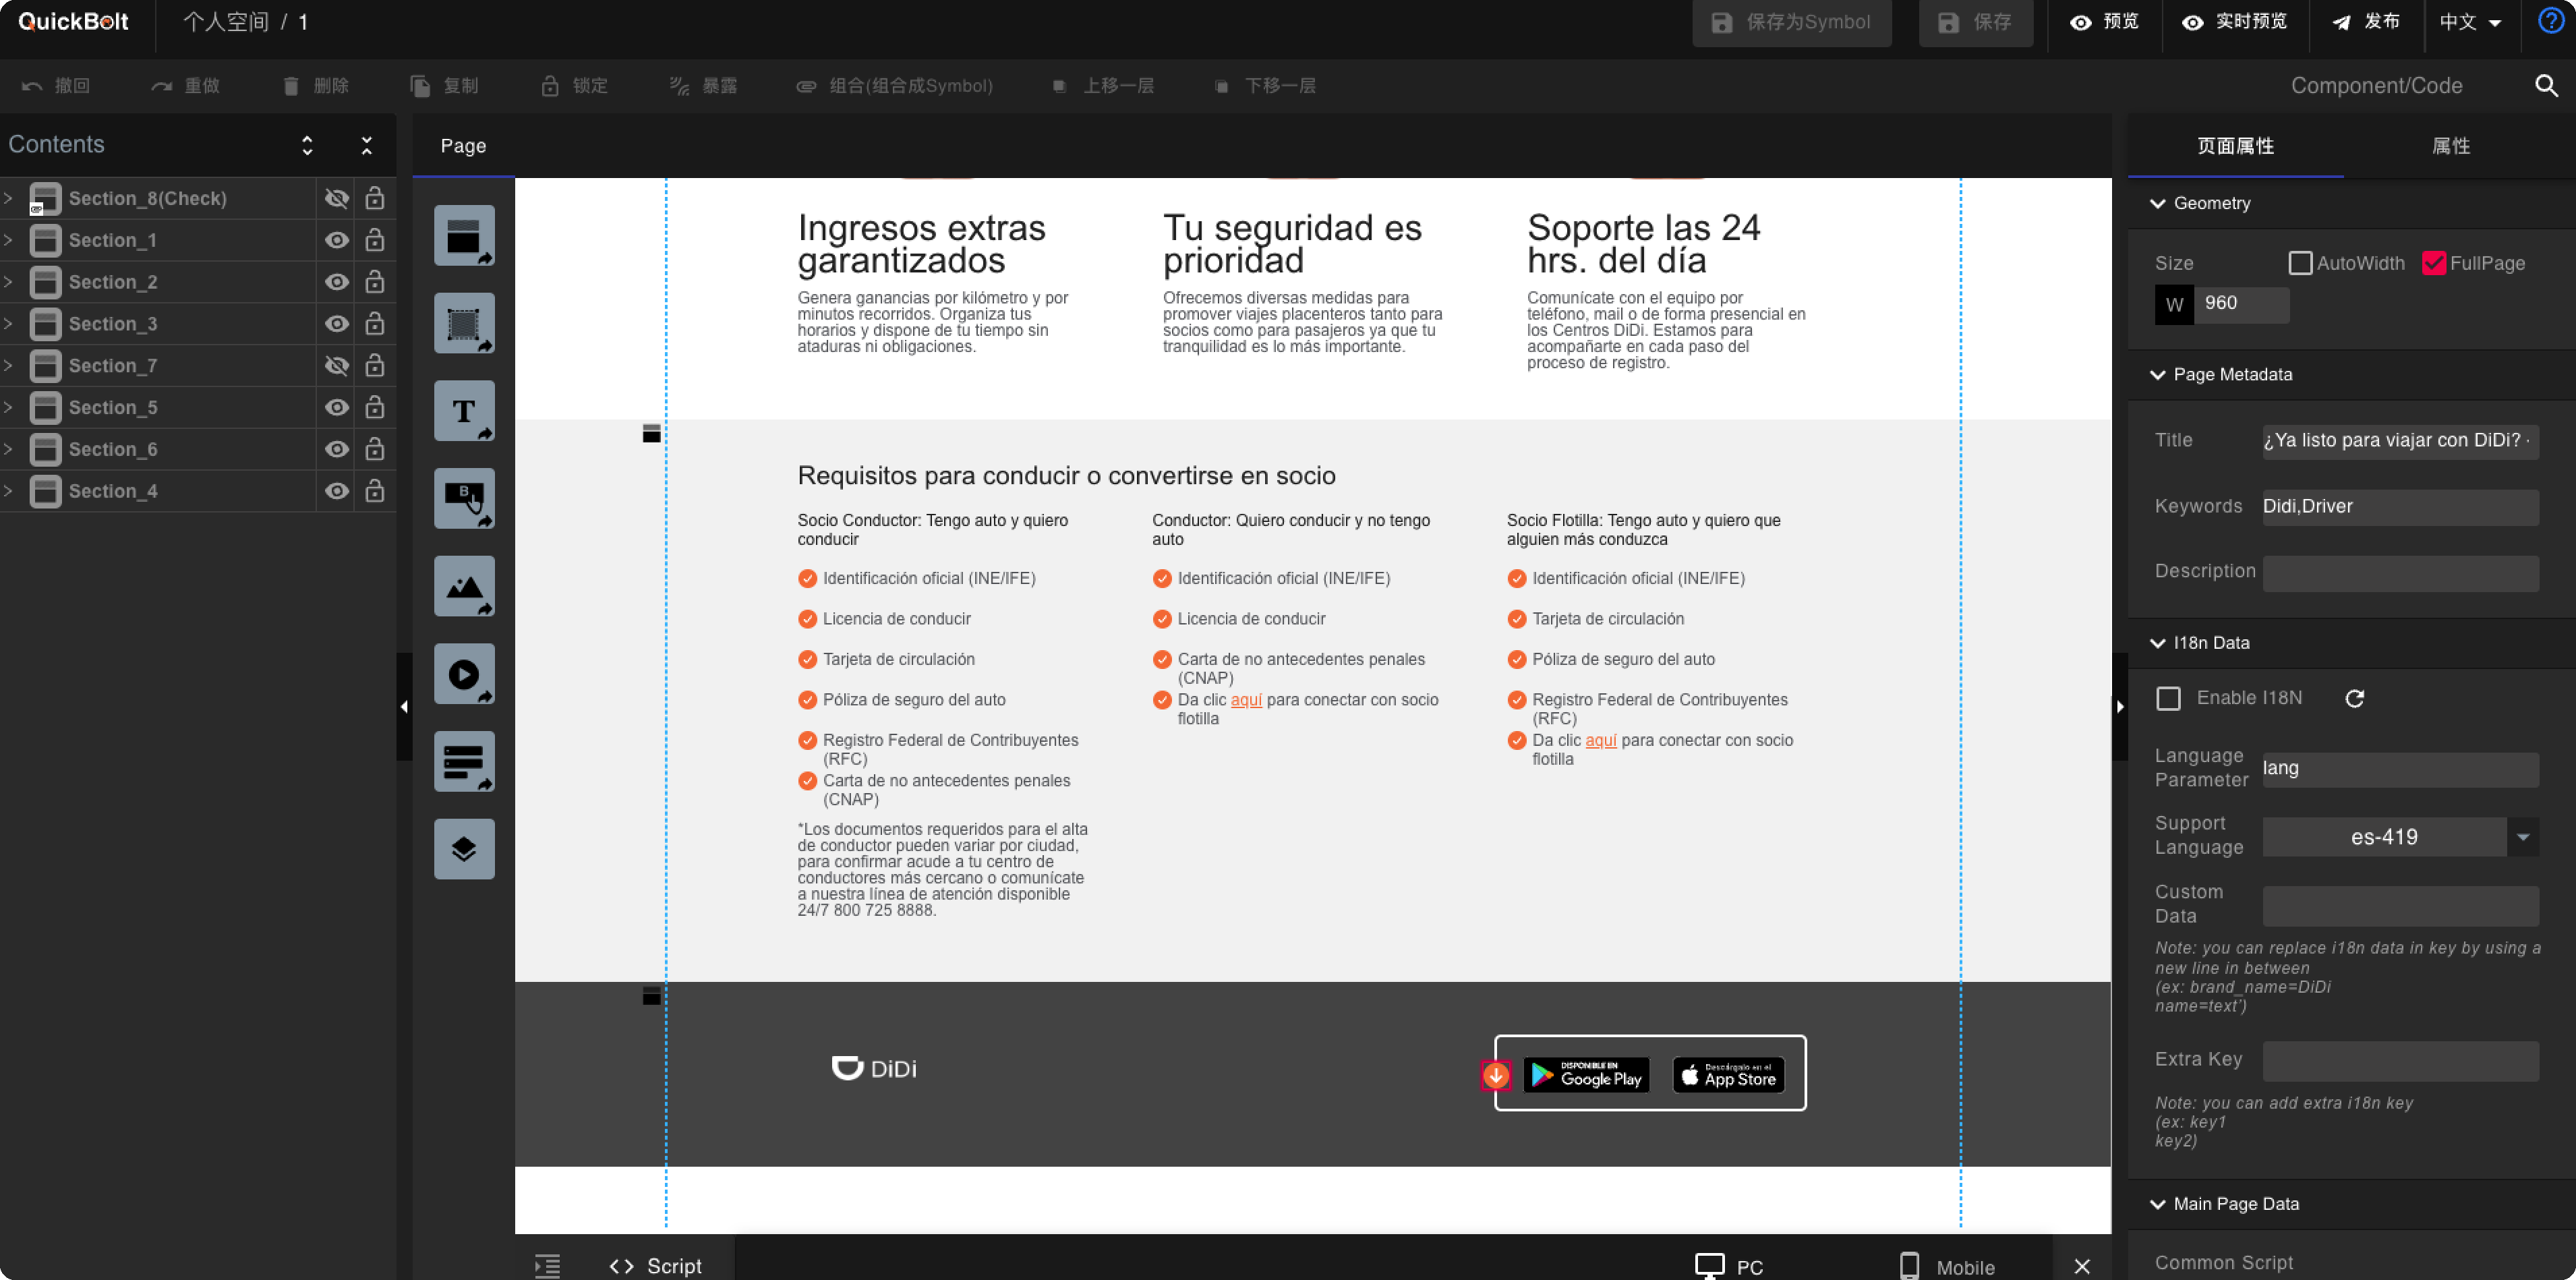 QuickBolt
个人空间 / 1
保存为Symbol
保存
预览
实时预览
发布
中文
撤回
重做
删除
复制
锁定
暴露
组合(组合成Symbol)
上移一层
下移一层
Component/Code
Contents
Section_8(Check)
Section_1
Section_2
Section_3
Section_7
Section_5
Section_6
Section_4
Page
T
B
Ingresos extras
garantizados
Genera ganancias por kilómetro y por
minutos recorridos. Organiza tus
horarios y dispone de tu tiempo sin
ataduras ni obligaciones.
Tu seguridad es
prioridad
Ofrecemos diversas medidas para
promover viajes placenteros tanto para
socios como para pasajeros ya que tu
tranquilidad es lo más importante.
Soporte las 24
hrs. del día
Comunícate con el equipo por
teléfono, mail o de forma presencial en
los Centros DiDi. Estamos para
acompañarte en cada paso del
proceso de registro.
Requisitos para conducir o convertirse en socio
Socio Conductor: Tengo auto y quiero
conducir
Identificación oficial (INE/IFE)
Licencia de conducir
Tarjeta de circulación
Póliza de seguro del auto
Registro Federal de Contribuyentes
(RFC)
Carta de no antecedentes penales
(CNAP)
*Los documentos requeridos para el alta
de conductor pueden variar por ciudad,
para confirmar acude a tu centro de
conductores más cercano o comunícate
a nuestra línea de atención disponible
24/7 800 725 8888.
Conductor: Quiero conducir y no tengo
auto
Identificación oficial (INE/IFE)
Licencia de conducir
Carta de no antecedentes penales
(CNAP)
Da clic aquí para conectar con socio
flotilla
Socio Flotilla: Tengo auto y quiero que
alguien más conduzca
Identificación oficial (INE/IFE)
Tarjeta de circulación
Póliza de seguro del auto
Registro Federal de Contribuyentes
(RFC)
Da clic aquí para conectar con socio
flotilla
DiDi
DISPONIBLE EN
Google Play
Descárgalo en el
App Store
Script
PC
Mobile
页面属性
属性
Geometry
Size
AutoWidth
FullPage
W
960
Page Metadata
Title
¿Ya listo para viajar con DiDi? ·
Keywords
Didi,Driver
Description
I18n Data
Enable I18N
Language
Parameter
lang
Support
Language
es-419
Custom
Data
Note: you can replace i18n data in key by using a
new line in between
(ex: brand_name=DiDi
name=text')
Extra Key
Note: you can add extra i18n key
(ex: key1
key2)
Main Page Data
Common Script